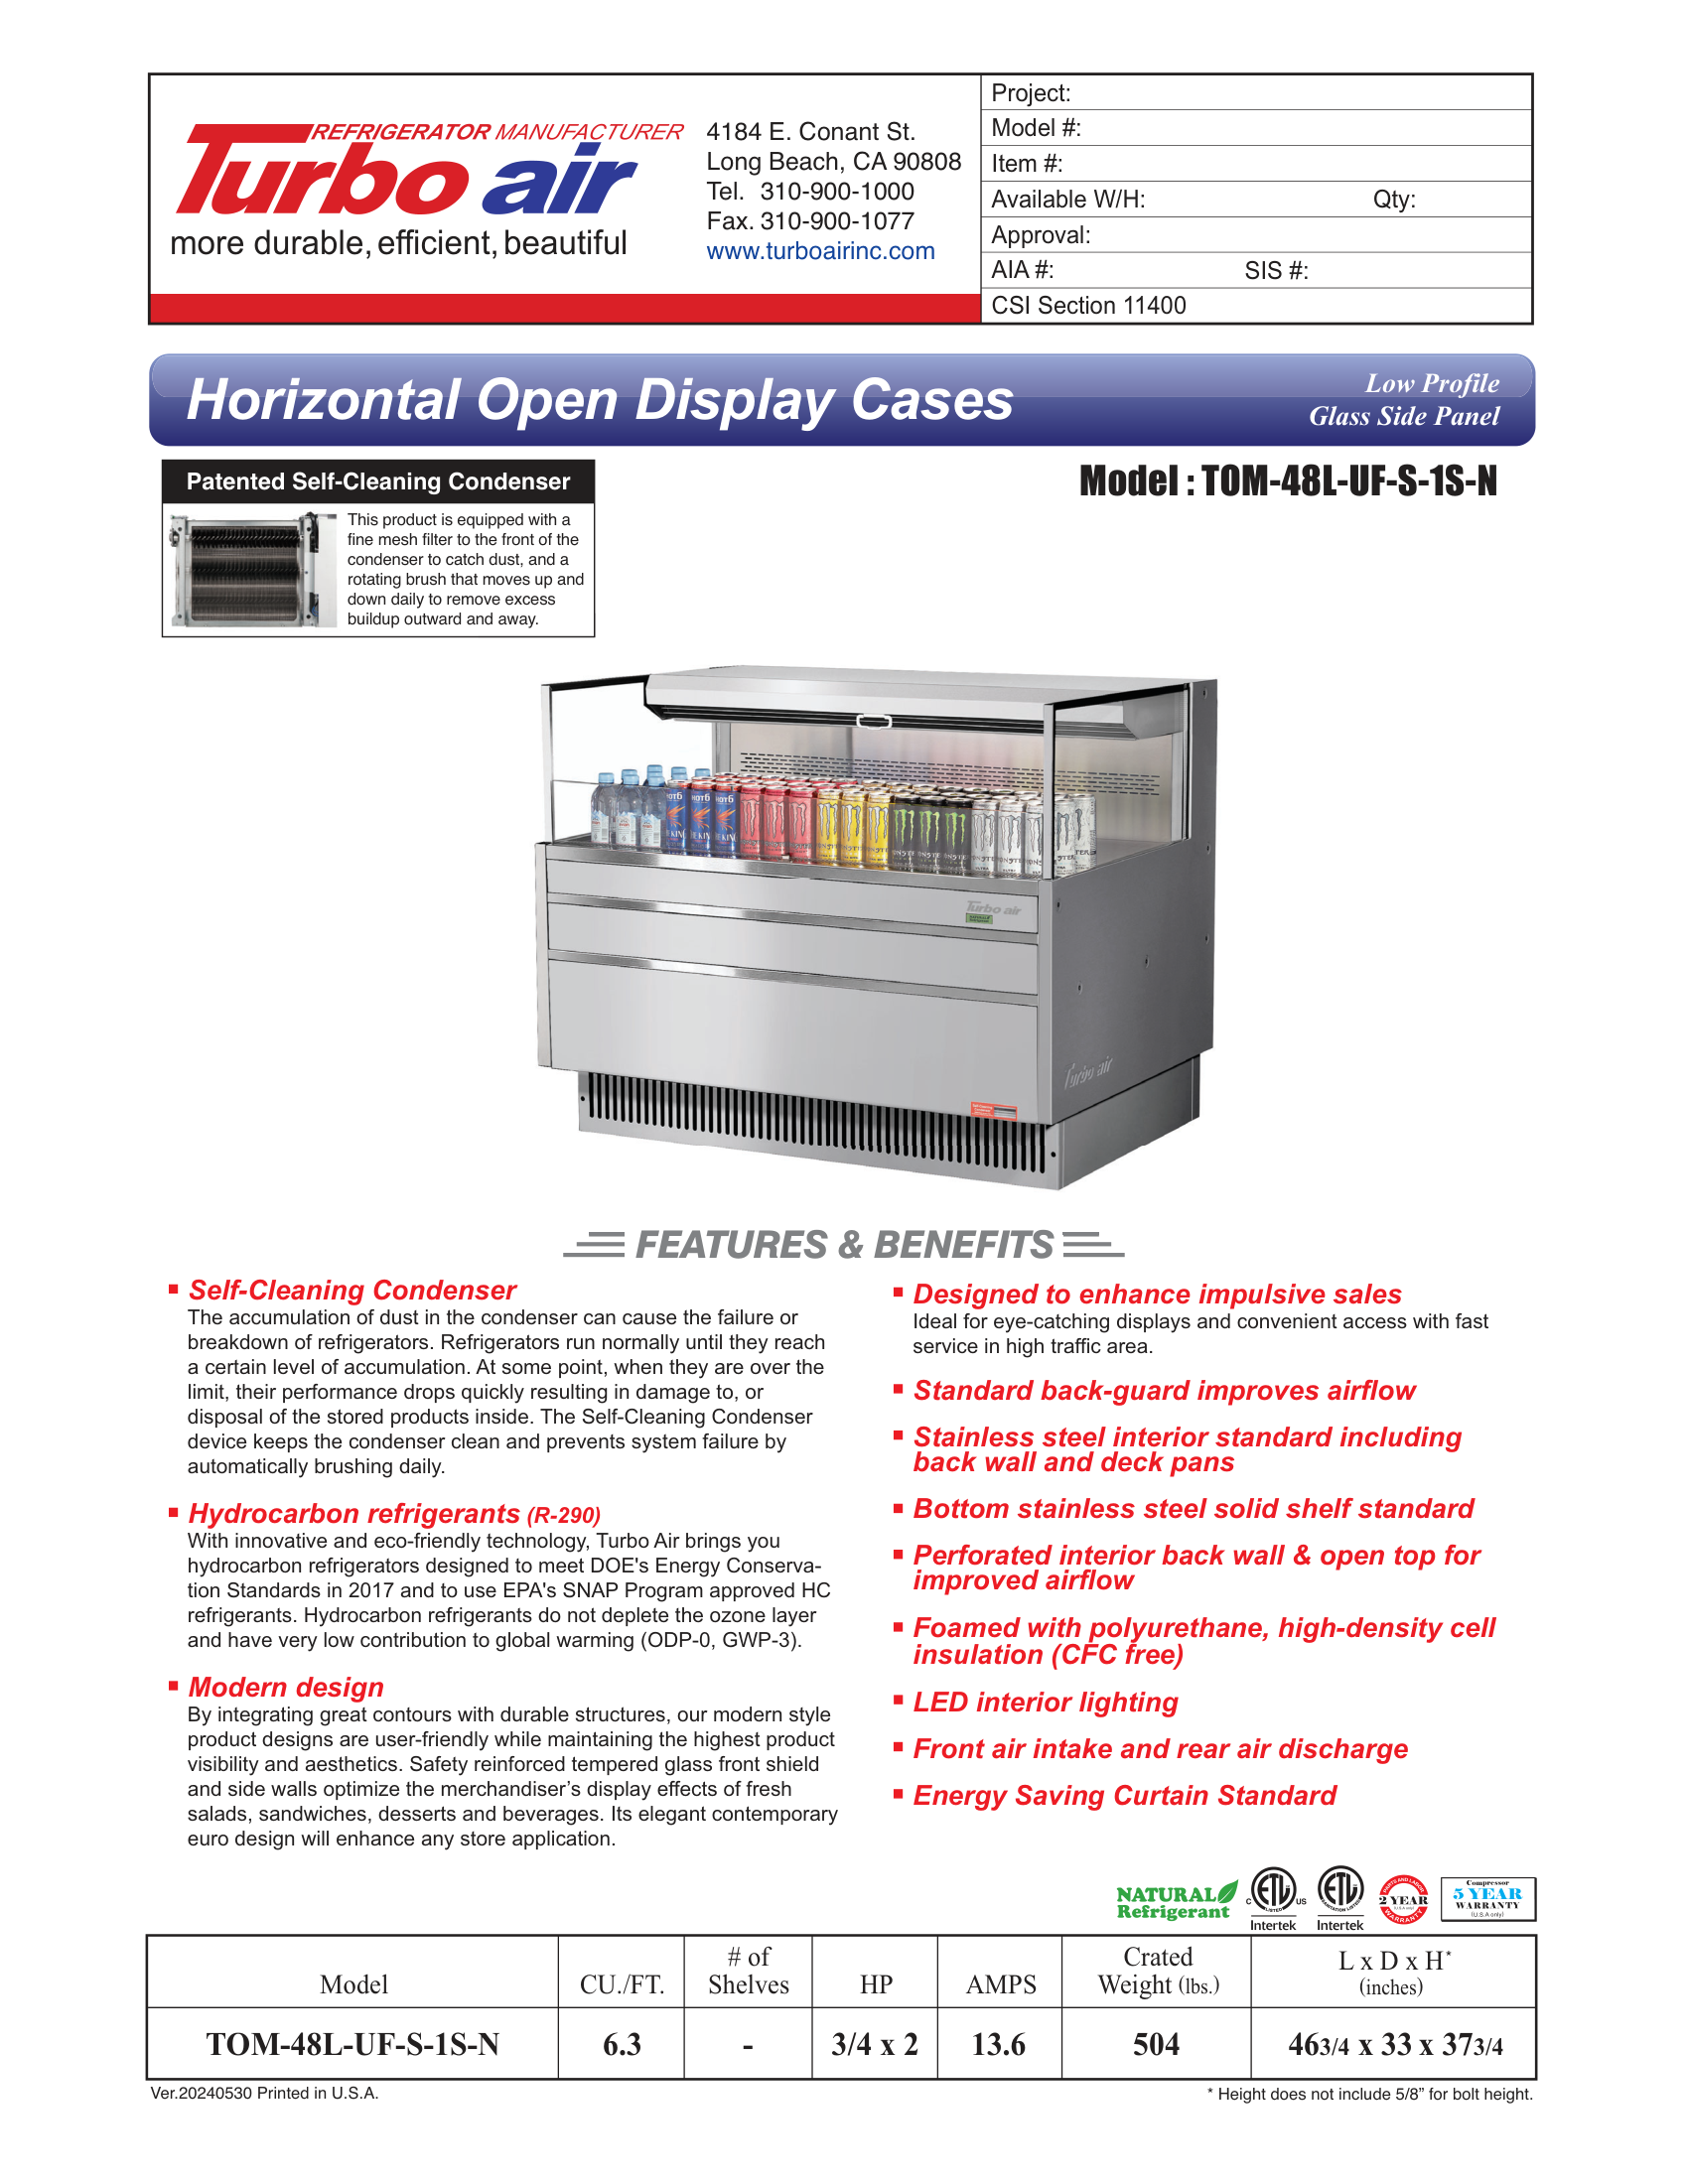 REFRIGERATOR MANUFACTURER
Turbo air
more durable, efficient, beautiful
4184 E. Conant St.
Long Beach, CA 90808
Tel. 310-900-1000
Fax. 310-900-1077
www.turboairinc.com
Project:
Model #:
Item #:
Available W/H: Qty:
Approval:
AIA #: SIS #:
CSI Section 11400
Horizontal Open Display Cases
Low Profile
Glass Side Panel
Patented Self-Cleaning Condenser
This product is equipped with a
fine mesh filter to the front of the
condenser to catch dust, and a
rotating brush that moves up and
down daily to remove excess
buildup outward and away.
Model : TOM-48L-UF-S-1S-N
Turbo air
Turbo air
FEATURES & BENEFITS
▪ Self-Cleaning Condenser
The accumulation of dust in the condenser can cause the failure or
breakdown of refrigerators. Refrigerators run normally until they reach
a certain level of accumulation. At some point, when they are over the
limit, their performance drops quickly resulting in damage to, or
disposal of the stored products inside. The Self-Cleaning Condenser
device keeps the condenser clean and prevents system failure by
automatically brushing daily.
▪ Hydrocarbon refrigerants (R-290)
With innovative and eco-friendly technology, Turbo Air brings you
hydrocarbon refrigerators designed to meet DOE's Energy Conserva-
tion Standards in 2017 and to use EPA's SNAP Program approved HC
refrigerants. Hydrocarbon refrigerants do not deplete the ozone layer
and have very low contribution to global warming (ODP-0, GWP-3).
▪ Modern design
By integrating great contours with durable structures, our modern style
product designs are user-friendly while maintaining the highest product
visibility and aesthetics. Safety reinforced tempered glass front shield
and side walls optimize the merchandiser's display effects of fresh
salads, sandwiches, desserts and beverages. Its elegant contemporary
euro design will enhance any store application.
▪ Designed to enhance impulsive sales
Ideal for eye-catching displays and convenient access with fast
service in high traffic area.
▪ Standard back-guard improves airflow
▪ Stainless steel interior standard including
back wall and deck pans
▪ Bottom stainless steel solid shelf standard
▪ Perforated interior back wall & open top for
improved airflow
▪ Foamed with polyurethane, high-density cell
insulation (CFC free)
▪ LED interior lighting
▪ Front air intake and rear air discharge
▪ Energy Saving Curtain Standard
NATURAL
Refrigerant
C ETL US
LISTED
Intertek
ETL
SANITATION LISTED
Intertek
PARTS AND LABOR
2 YEAR
(U.S.A only)
WARRANTY
Compressor
5 YEAR
WARRANTY
(U.S.A only)
Model CU./FT. # of Shelves HP AMPS Crated Weight (lbs.) L x D x H* (inches)
TOM-48L-UF-S-1S-N 6.3 - 3/4 x 2 13.6 504 463/4 x 33 x 373/4
Ver.20240530 Printed in U.S.A.
* Height does not include 5/8” for bolt height.